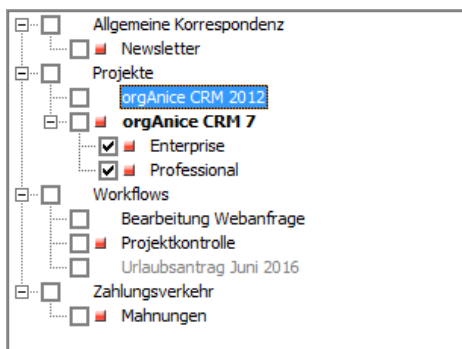 Allgemeine Korrespondenz
Newsletter
Projekte
orgAnice CRM 2012
orgAnice CRM 7
Enterprise
Professional
Workflows
Bearbeitung Webanfrage
Projektkontrolle
Urlaubsantrag Juni 2016
Zahlungsverkehr
Mahnungen